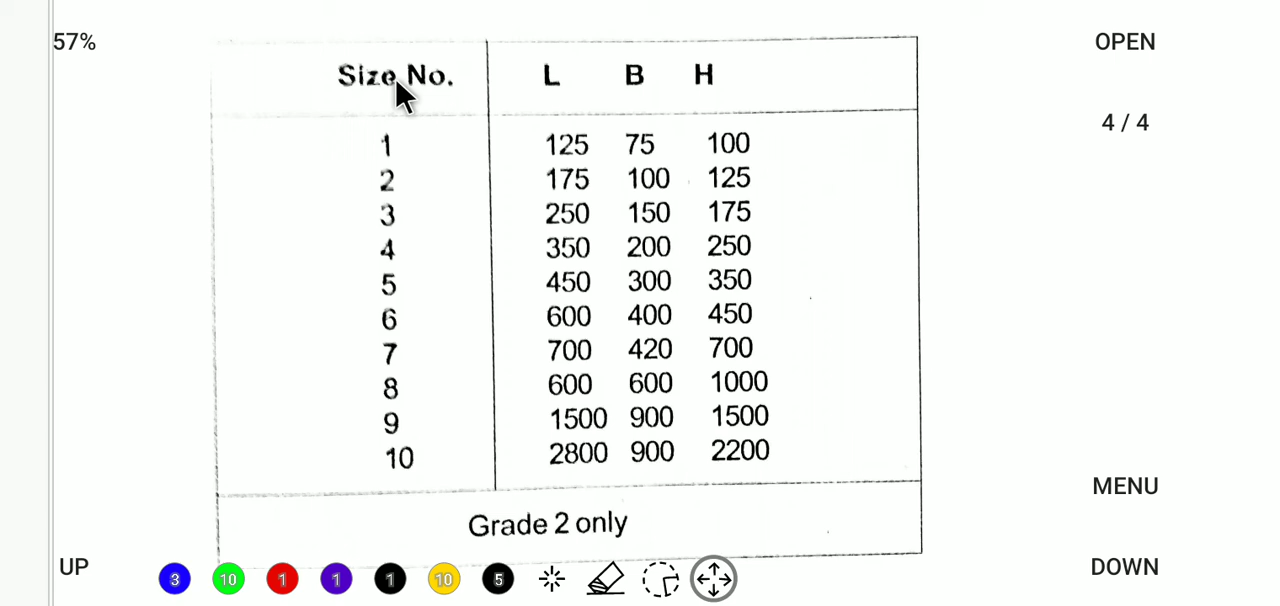 57%
OPEN
4 / 4
Size No. L B H
1 125 75 100
2 175 100 125
3 250 150 175
4 350 200 250
5 450 300 350
6 600 400 450
7 700 420 700
8 600 600 1000
9 1500 900 1500
10 2800 900 2200
Grade 2 only
MENU
UP
DOWN
3 10 1 1 1 10 5